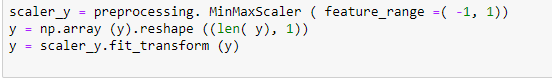 scaler_y = preprocessing. MinMaxScaler ( feature_range =( -1, 1))
y = np.array (y).reshape ((len( y), 1))
y = scaler_y.fit_transform (y)